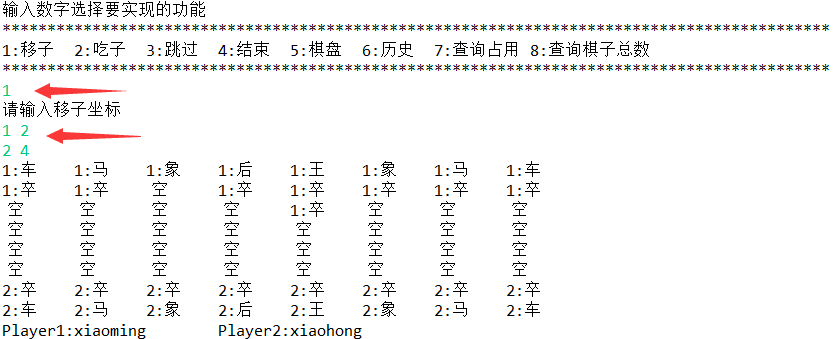 输入数字选择要实现的功能
********************************************************************************************
1:移子 2:吃子 3:跳过 4:结束 5:棋盘 6:历史 7:查询占用 8:查询棋子总数
********************************************************************************************
1
请输入移子坐标
1 2
2 4
1:车 1:马 1:象 1:后 1:王 1:象 1:马 1:车
1:卒 1:卒 空 1:卒 1:卒 1:卒 1:卒 1:卒
空 空 空 空 1:卒 空 空 空
空 空 空 空 空 空 空 空
空 空 空 空 空 空 空 空
空 空 空 空 空 空 空 空
2:卒 2:卒 2:卒 2:卒 2:卒 2:卒 2:卒 2:卒
2:车 2:马 2:象 2:后 2:王 2:象 2:马 2:车
Player1:xiaoming Player2:xiaohong